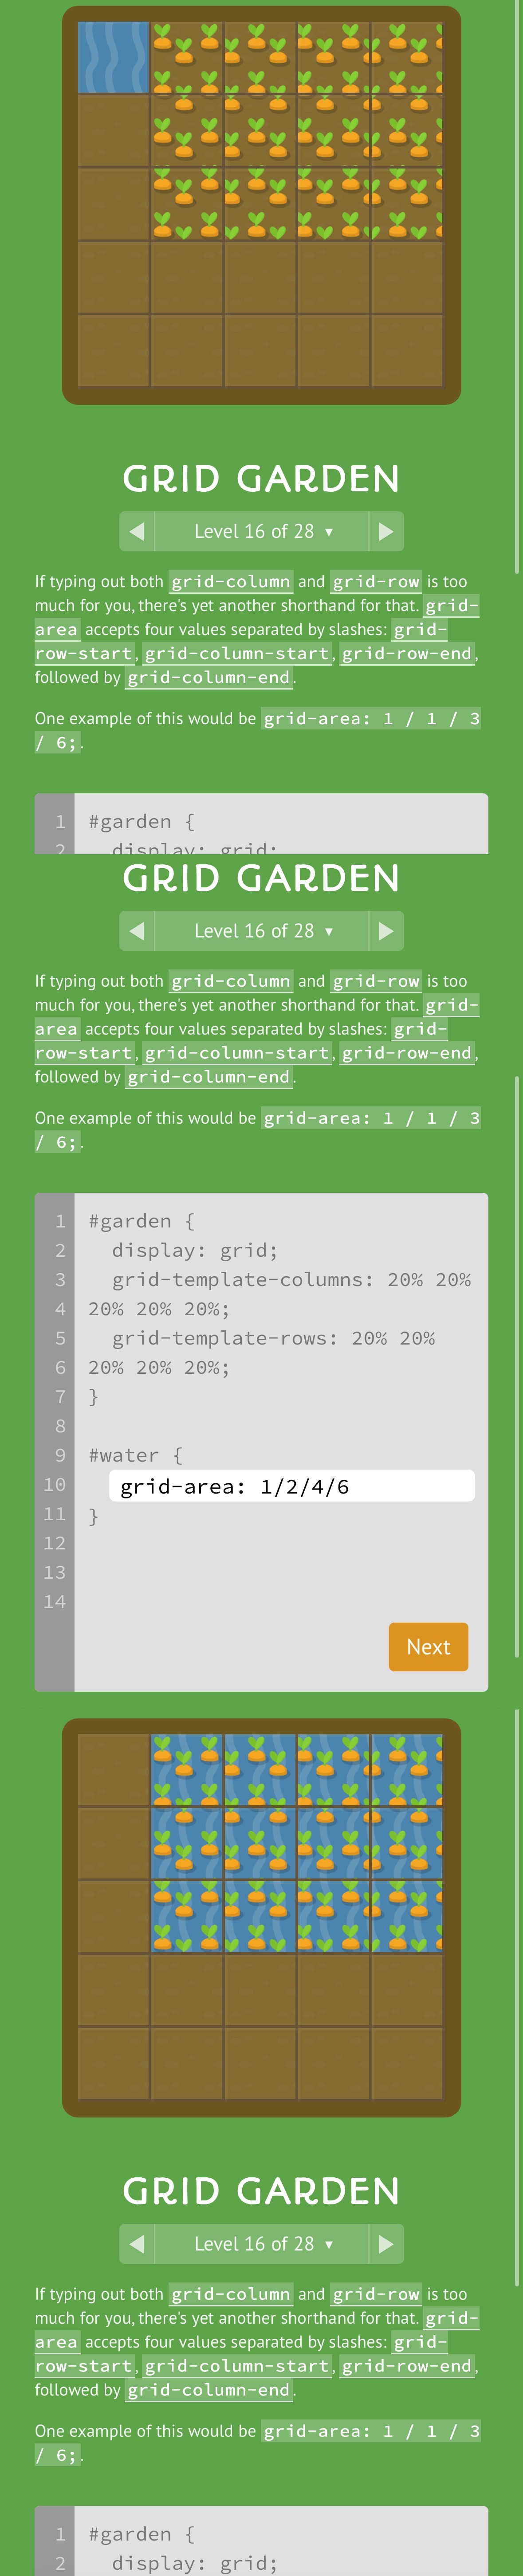 GRID GARDEN
◀ Level 16 of 28 ▼ ▶
If typing out both grid-column and grid-row is too
much for you, there's yet another shorthand for that. grid-
area accepts four values separated by slashes: grid-
row-start, grid-column-start, grid-row-end,
followed by grid-column-end.
One example of this would be grid-area: 1 / 1 / 3
/ 6;.
1 #garden {
2 display: grid;
GRID GARDEN
◀ Level 16 of 28 ▼ ▶
If typing out both grid-column and grid-row is too
much for you, there's yet another shorthand for that. grid-
area accepts four values separated by slashes: grid-
row-start, grid-column-start, grid-row-end,
followed by grid-column-end.
One example of this would be grid-area: 1 / 1 / 3
/ 6;.
1 #garden {
2 display: grid;
3 grid-template-columns: 20% 20%
4 20% 20% 20%;
5 grid-template-rows: 20% 20%
6 20% 20% 20%;
7 }
8
9 #water {
10 grid-area: 1/2/4/6
11 }
12
13
14
Next
GRID GARDEN
◀ Level 16 of 28 ▼ ▶
If typing out both grid-column and grid-row is too
much for you, there's yet another shorthand for that. grid-
area accepts four values separated by slashes: grid-
row-start, grid-column-start, grid-row-end,
followed by grid-column-end.
One example of this would be grid-area: 1 / 1 / 3
/ 6;.
1 #garden {
2 display: grid;